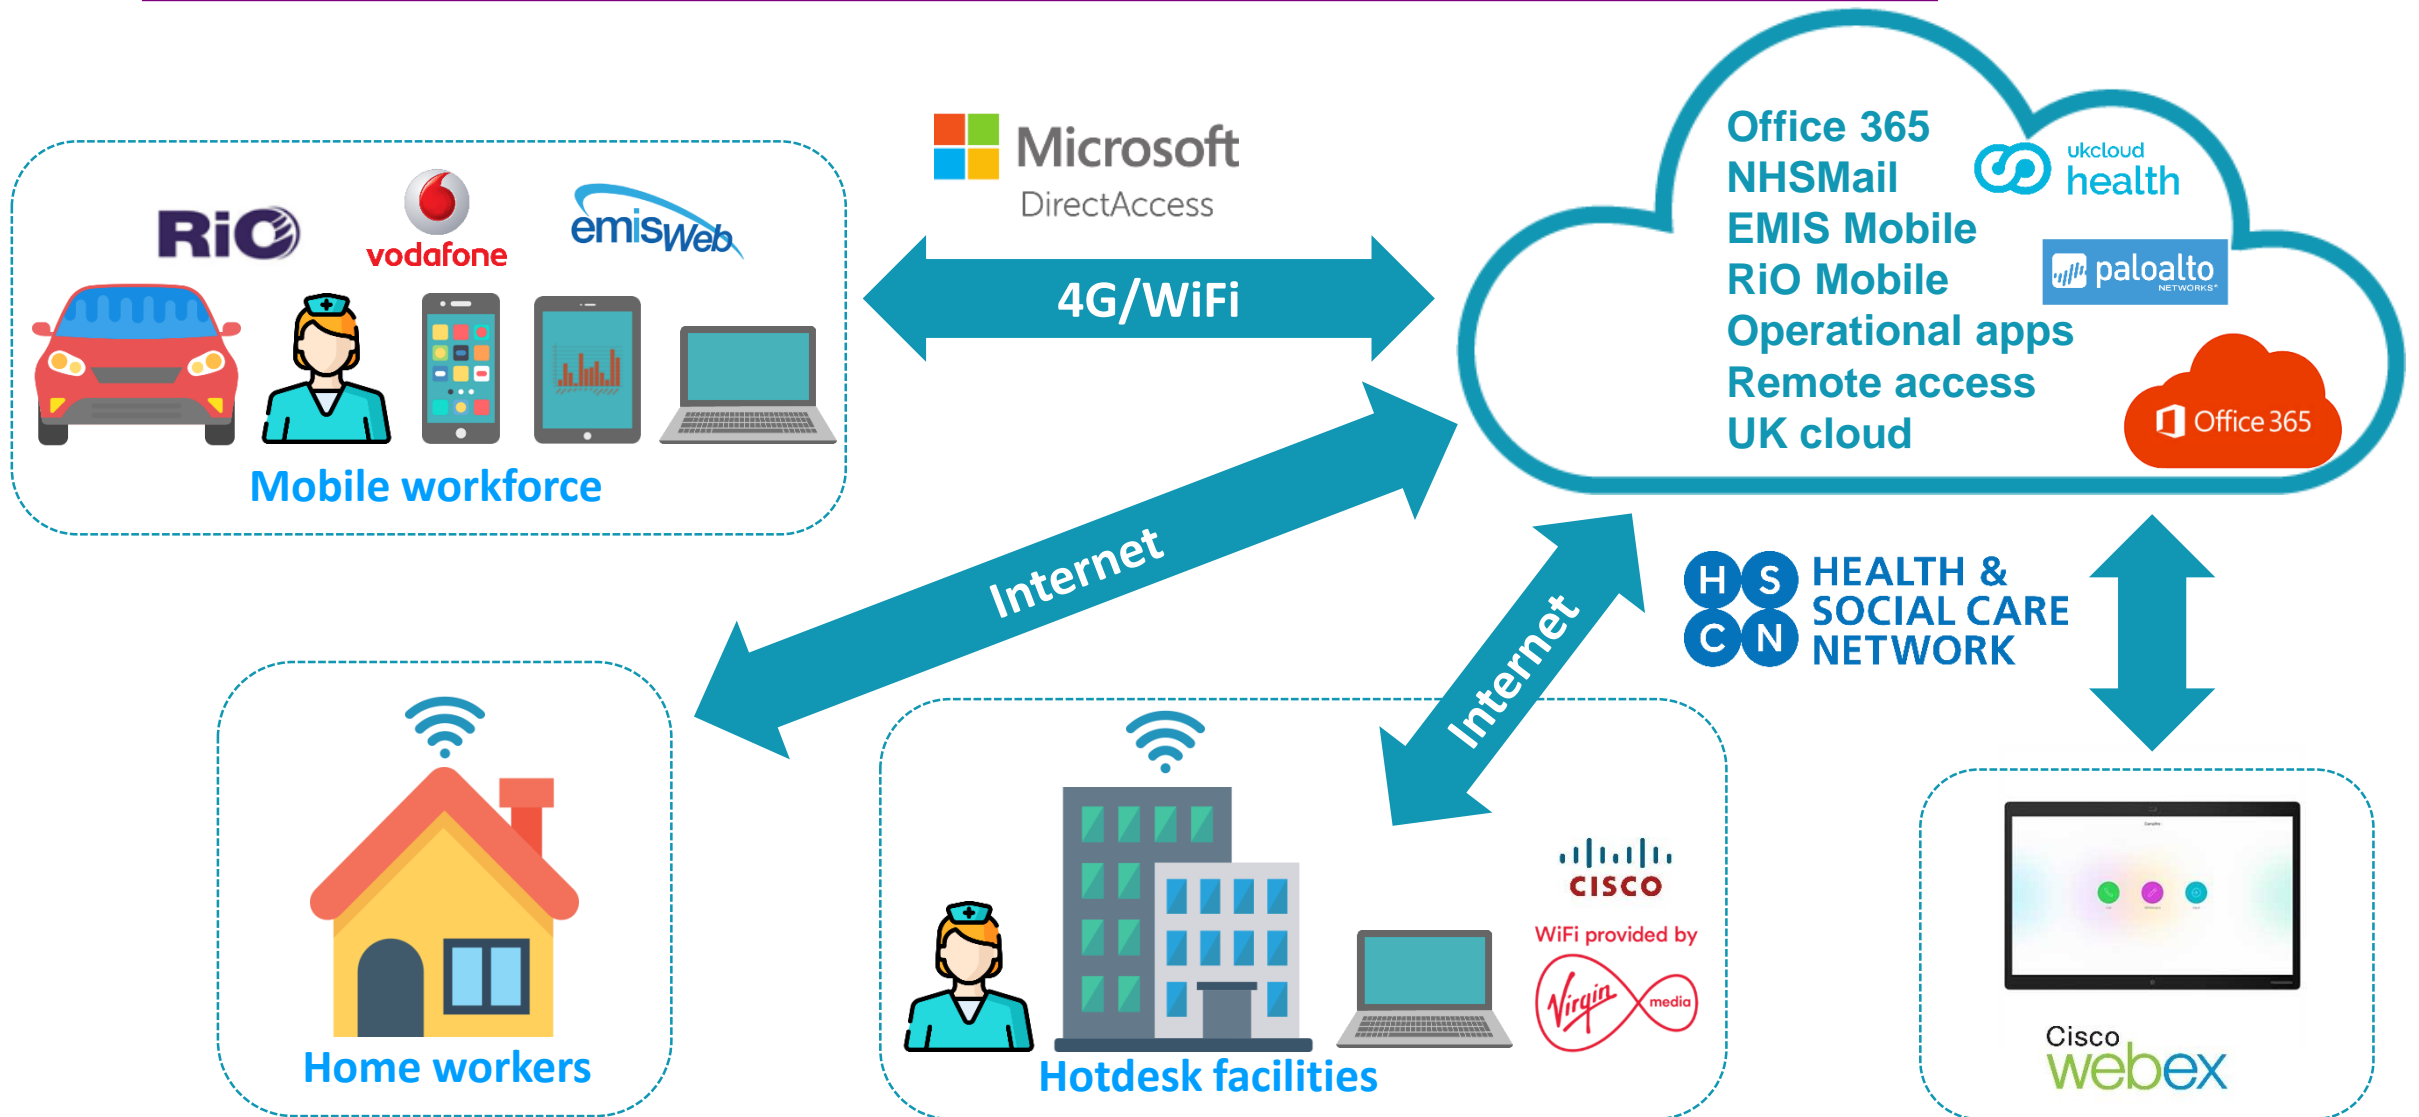 RiO
vodafone
emisWeb
Mobile workforce
Microsoft
DirectAccess
4G/WiFi
Office 365
NHSMail
EMIS Mobile
RiO Mobile
Operational apps
Remote access
UK cloud
ukcloud
health
paloalto
NETWORKS
Office 365
Internet
Internet
H S
C N
HEALTH &
SOCIAL CARE
NETWORK
Home workers
CISCO
WiFi provided by
Virgin media
Hotdesk facilities
Cisco
webex